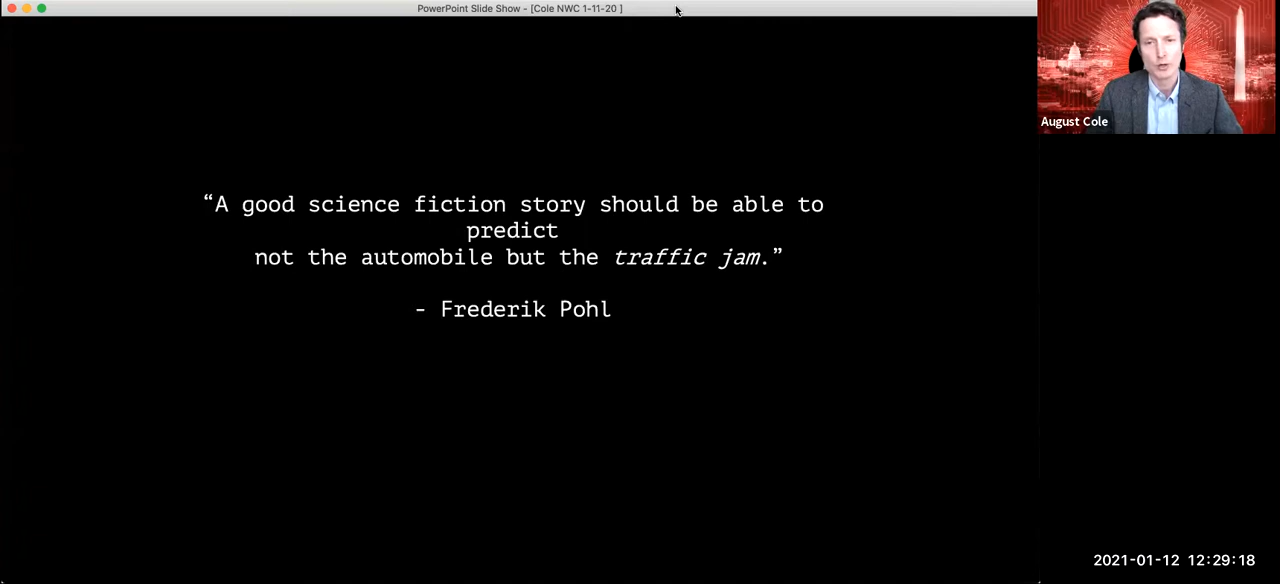 PowerPoint Slide Show - [Cole NWC 1-11-20 ]
August Cole
“A good science fiction story should be able to
predict
not the automobile but the traffic jam.”
- Frederik Pohl
2021-01-12 12:29:18